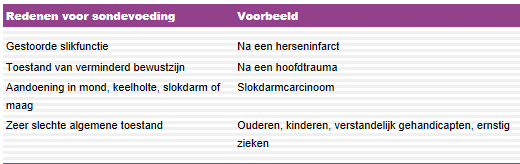 Redenen voor sondevoeding Voorbeeld
Gestoorde slikfunctie Na een herseninfarct
Toestand van verminderd bewustzijn Na een hoofdtrauma
Aandoening in mond, keelholte, slokdarm of Slokdarmcarcinoom
maag
Zeer slechte algemene toestand Ouderen, kinderen, verstandelijk gehandicapten, ernstig
zieken